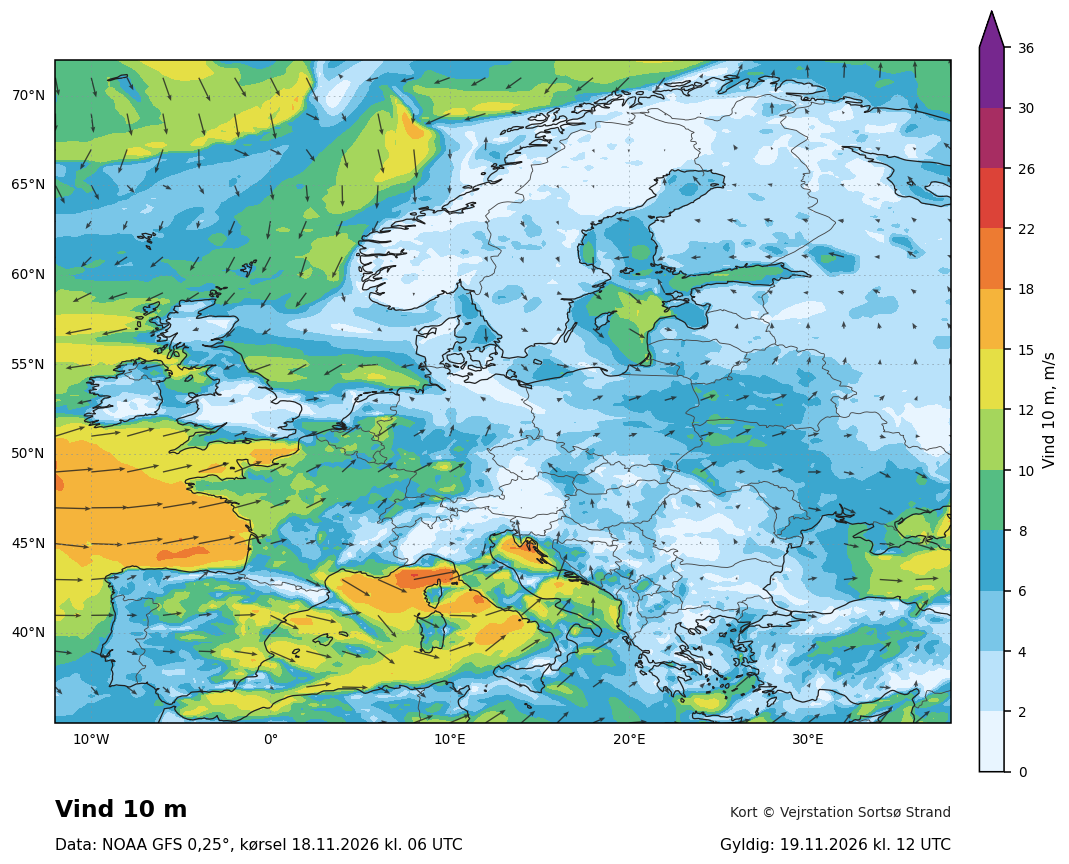 36
30
26
22
18
15
12
10
8
6
4
2
0
Vind 10 m, m/s
70°N
65°N
60°N
55°N
50°N
45°N
40°N
10°W
0°
10°E
20°E
30°E
Vind 10 m
Kort © Vejrstation Sortsø Strand
Data: NOAA GFS 0,25°, kørsel 18.11.2026 kl. 06 UTC
Gyldig: 19.11.2026 kl. 12 UTC